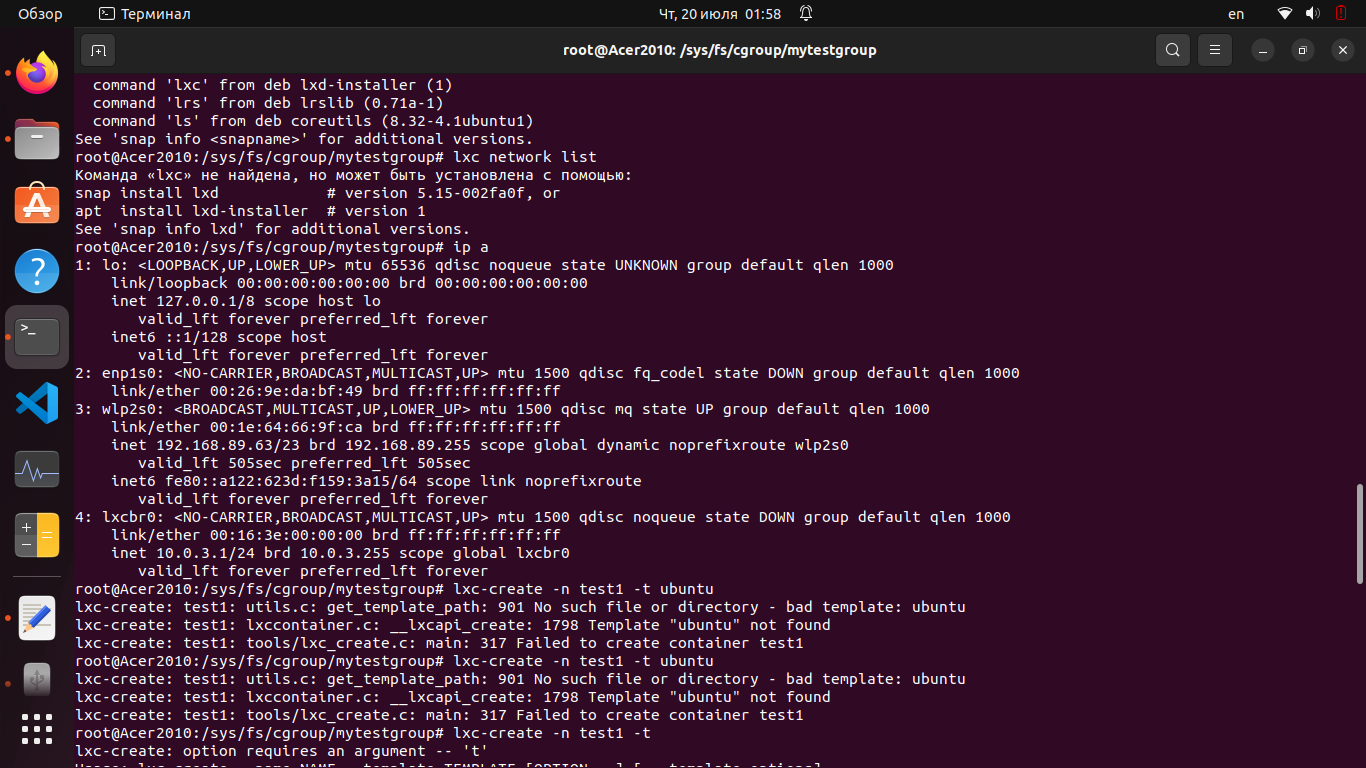 Обзор
Терминал
Чт, 20 июля 01:58
en
root@Acer2010: /sys/fs/cgroup/mytestgroup
command 'lxc' from deb lxd-installer (1)
command 'lrs' from deb lrslib (0.71a-1)
command 'ls' from deb coreutils (8.32-4.1ubuntu1)
See 'snap info <snapname>' for additional versions.
root@Acer2010:/sys/fs/cgroup/mytestgroup# lxc network list
Команда «lxc» не найдена, но может быть установлена с помощью:
snap install lxd            # version 5.15-002fa0f, or
apt  install lxd-installer  # version 1
See 'snap info lxd' for additional versions.
root@Acer2010:/sys/fs/cgroup/mytestgroup# ip a
1: lo: <LOOPBACK,UP,LOWER_UP> mtu 65536 qdisc noqueue state UNKNOWN group default qlen 1000
link/loopback 00:00:00:00:00:00 brd 00:00:00:00:00:00
inet 127.0.0.1/8 scope host lo
valid_lft forever preferred_lft forever
inet6 ::1/128 scope host
valid_lft forever preferred_lft forever
2: enp1s0: <NO-CARRIER,BROADCAST,MULTICAST,UP> mtu 1500 qdisc fq_codel state DOWN group default qlen 1000
link/ether 00:26:9e:da:bf:49 brd ff:ff:ff:ff:ff:ff
3: wlp2s0: <BROADCAST,MULTICAST,UP,LOWER_UP> mtu 1500 qdisc mq state UP group default qlen 1000
link/ether 00:1e:64:66:9f:ca brd ff:ff:ff:ff:ff:ff
inet 192.168.89.63/23 brd 192.168.89.255 scope global dynamic noprefixroute wlp2s0
valid_lft 505sec preferred_lft 505sec
inet6 fe80::a122:623d:f159:3a15/64 scope link noprefixroute
valid_lft forever preferred_lft forever
4: lxcbr0: <NO-CARRIER,BROADCAST,MULTICAST,UP> mtu 1500 qdisc noqueue state DOWN group default qlen 1000
link/ether 00:16:3e:00:00:00 brd ff:ff:ff:ff:ff:ff
inet 10.0.3.1/24 brd 10.0.3.255 scope global lxcbr0
valid_lft forever preferred_lft forever
root@Acer2010:/sys/fs/cgroup/mytestgroup# lxc-create -n test1 -t ubuntu
lxc-create: test1: utils.c: get_template_path: 901 No such file or directory - bad template: ubuntu
lxc-create: test1: lxccontainer.c: __lxcapi_create: 1798 Template "ubuntu" not found
lxc-create: test1: tools/lxc_create.c: main: 317 Failed to create container test1
root@Acer2010:/sys/fs/cgroup/mytestgroup# lxc-create -n test1 -t ubuntu
lxc-create: test1: utils.c: get_template_path: 901 No such file or directory - bad template: ubuntu
lxc-create: test1: lxccontainer.c: __lxcapi_create: 1798 Template "ubuntu" not found
lxc-create: test1: tools/lxc_create.c: main: 317 Failed to create container test1
root@Acer2010:/sys/fs/cgroup/mytestgroup# lxc-create -n test1 -t
lxc-create: option requires an argument -- 't'